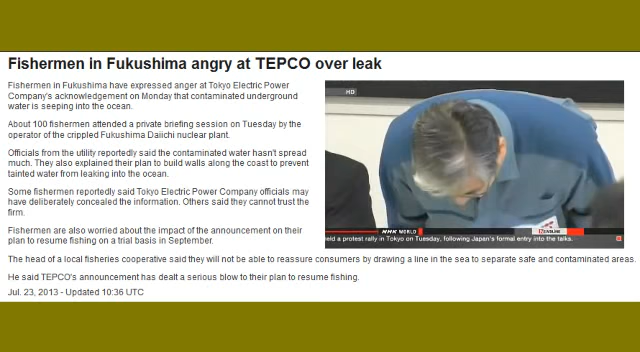 Fishermen in Fukushima angry at TEPCO over leak
Fishermen in Fukushima have expressed anger at Tokyo Electric Power
Company's acknowledgement on Monday that contaminated underground
water is seeping into the ocean.
About 100 fishermen attended a private briefing session on Tuesday by the
operator of the crippled Fukushima Daiichi nuclear plant.
Officials from the utility reportedly said the contaminated water hasn't spread
much. They also explained their plan to build walls along the coast to prevent
tainted water from leaking into the ocean.
Some fishermen reportedly said Tokyo Electric Power Company officials may
have deliberately concealed the information. Others said they cannot trust the
firm.
Fishermen are also worried about the impact of the announcement on their
plan to resume fishing on a trial basis in September.
HD
NHK WORLD
eld a protest rally in Tokyo on Tuesday, following Japan's formal entry into the talks.
The head of a local fisheries cooperative said they will not be able to reassure consumers by drawing a line in the sea to separate safe and contaminated areas.
He said TEPCO's announcement has dealt a serious blow to their plan to resume fishing.
Jul. 23, 2013 - Updated 10:36 UTC